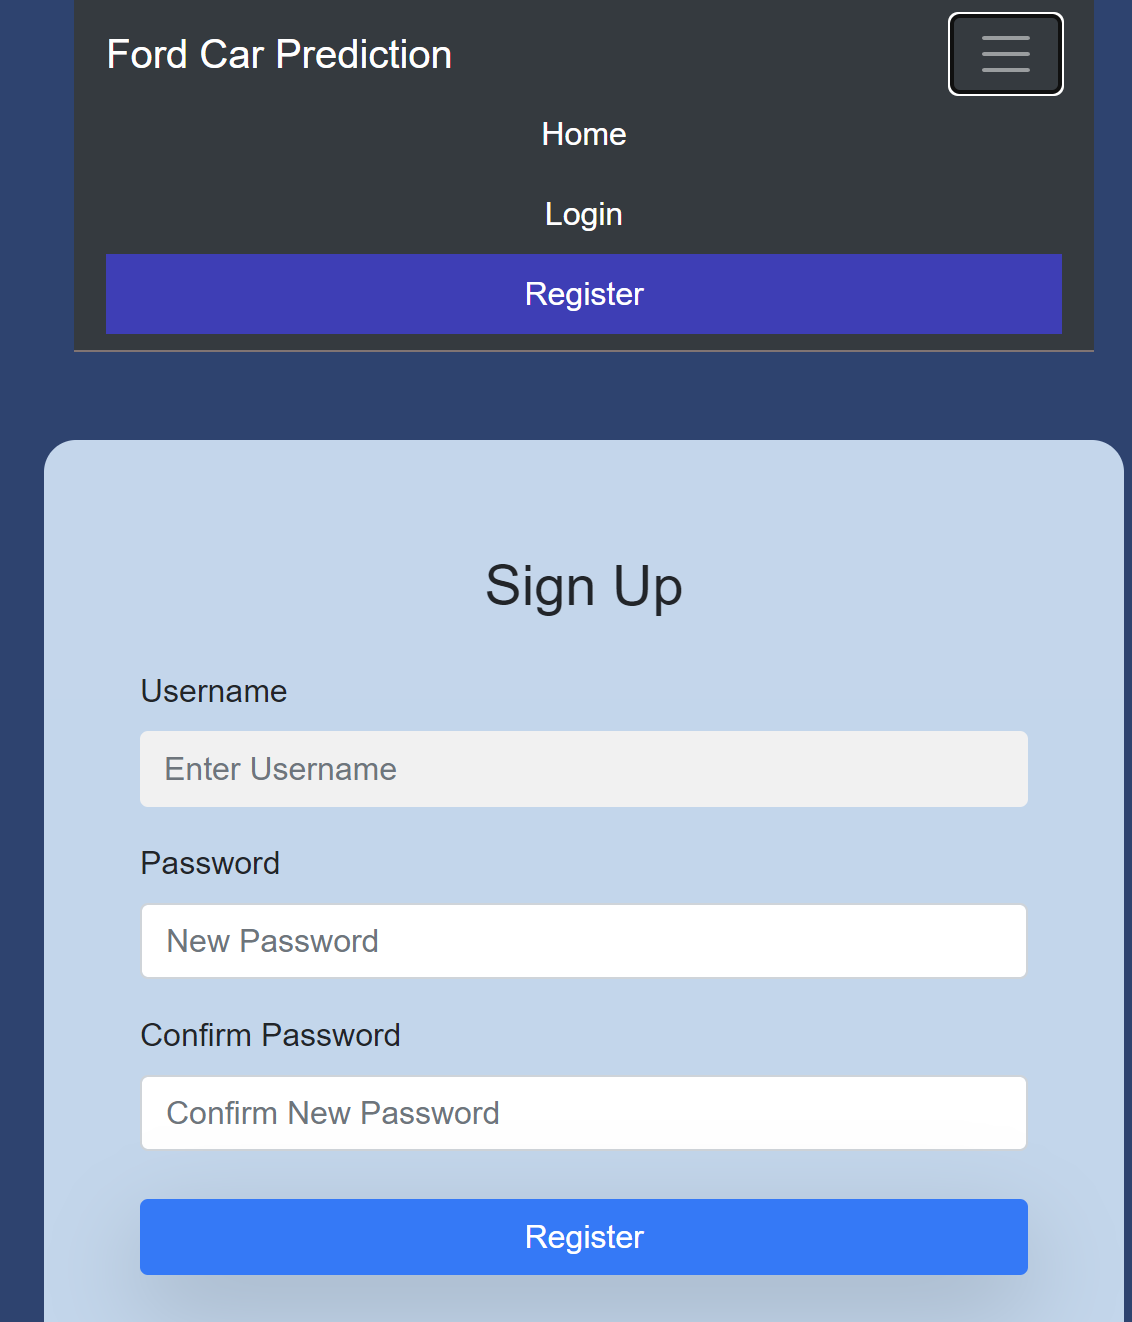 Ford Car Prediction
Home
Login
Register
Sign Up
Username
Enter Username
Password
New Password
Confirm Password
Confirm New Password
Register